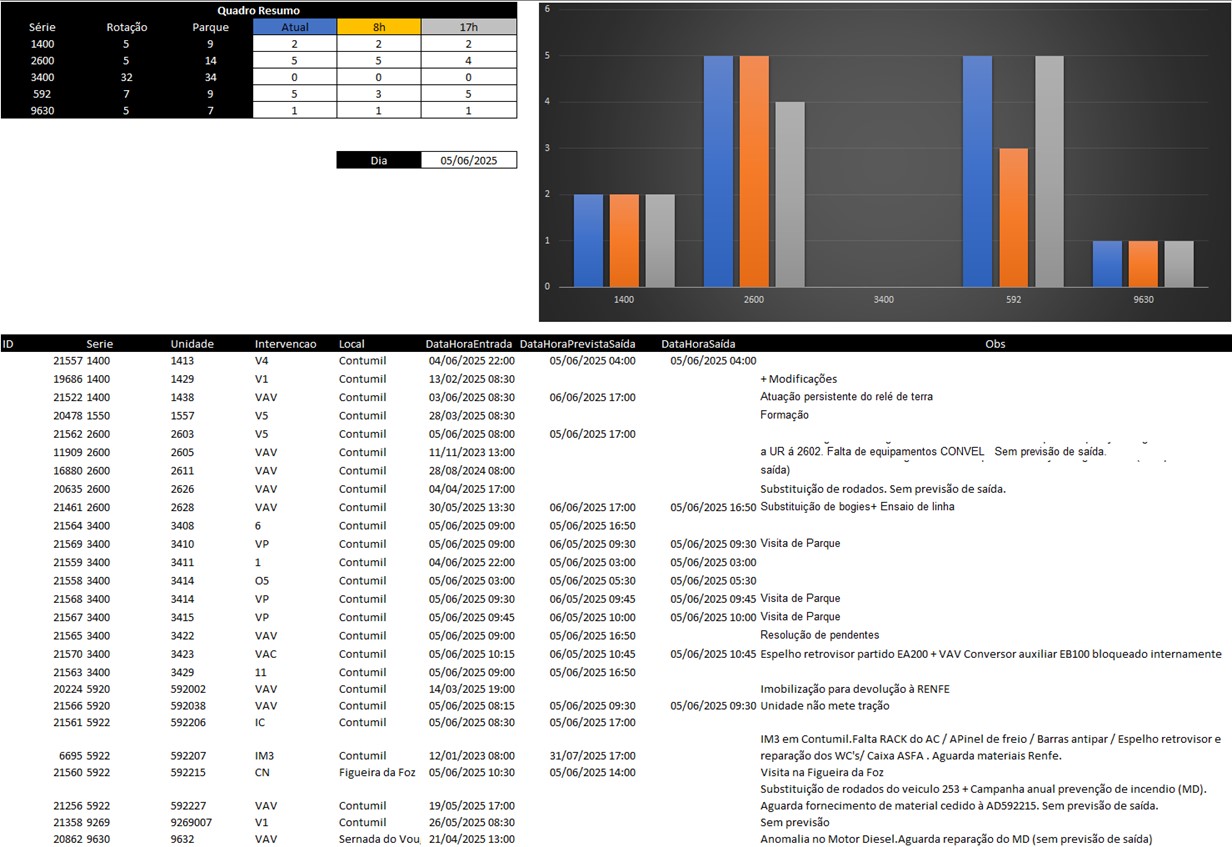 Quadro Resumo
Série Rotação Parque Atual 8h 17h
1400 5 9 2 2 2
2600 5 14 5 5 4
3400 32 34 0 0 0
592 7 9 5 3 5
9630 5 7 1 1 1
Dia 05/06/2025
6
5
4
3
2
1
0
1400 2600 3400 592 9630
ID Serie Unidade Intervencao Local DataHoraEntrada DataHoraPrevistaSaída DataHoraSaída Obs
21557 1400 1413 V4 Contumil 04/06/2025 22:00 05/06/2025 04:00 05/06/2025 04:00
19686 1400 1429 V1 Contumil 13/02/2025 08:30 + Modificações
21522 1400 1438 VAV Contumil 03/06/2025 08:30 06/06/2025 17:00 Atuação persistente do relé de terra
20478 1550 1557 V5 Contumil 28/03/2025 08:30 Formação
21562 2600 2603 V5 Contumil 05/06/2025 08:00 05/06/2025 17:00
11909 2600 2605 VAV Contumil 11/11/2023 13:00 a UR á 2602. Falta de equipamentos CONVEL Sem previsão de saída.
16880 2600 2611 VAV Contumil 28/08/2024 08:00 saída)
20635 2600 2626 VAV Contumil 04/04/2025 17:00 Substituição de rodados. Sem previsão de saída.
21461 2600 2628 VAV Contumil 30/05/2025 13:30 06/06/2025 17:00 05/06/2025 16:50 Substituição de bogies+ Ensaio de linha
21564 3400 3408 6 Contumil 05/06/2025 09:00 05/06/2025 16:50
21569 3400 3410 VP Contumil 05/06/2025 09:00 06/05/2025 09:30 05/06/2025 09:30 Visita de Parque
21559 3400 3411 1 Contumil 04/06/2025 22:00 05/06/2025 03:00 05/06/2025 03:00
21558 3400 3414 O5 Contumil 05/06/2025 03:00 05/06/2025 05:30 05/06/2025 05:30
21568 3400 3414 VP Contumil 05/06/2025 09:30 06/05/2025 09:45 05/06/2025 09:45 Visita de Parque
21567 3400 3415 VP Contumil 05/06/2025 09:45 06/05/2025 10:00 05/06/2025 10:00 Visita de Parque
21565 3400 3422 VAV Contumil 05/06/2025 09:00 05/06/2025 16:50 Resolução de pendentes
21570 3400 3423 VAC Contumil 05/06/2025 10:15 06/05/2025 10:45 05/06/2025 10:45 Espelho retrovisor partido EA200 + VAV Conversor auxiliar EB100 bloqueado internamente
21563 3400 3429 11 Contumil 05/06/2025 09:00 05/06/2025 16:50
20224 5920 592002 VAV Contumil 14/03/2025 19:00 Imobilização para devolução à RENFE
21566 5920 592038 VAV Contumil 05/06/2025 08:15 05/06/2025 09:30 05/06/2025 09:30 Unidade não mete tração
21561 5922 592206 IC Contumil 05/06/2025 08:30 05/06/2025 17:00
IM3 em Contumil.Falta RACK do AC / APinel de freio / Barras antipar / Espelho retrovisor e
6695 5922 592207 IM3 Contumil 12/01/2023 08:00 31/07/2025 17:00 reparação dos WC's/ Caixa ASFA . Aguarda materiais Renfe.
21560 5922 592215 CN Figueira da Foz 05/06/2025 10:30 05/06/2025 14:00 Visita na Figueira da Foz
Substituição de rodados do veiculo 253 + Campanha anual prevenção de incendio (MD).
21256 5922 592227 VAV Contumil 19/05/2025 17:00 Aguarda fornecimento de material cedido à AD592215. Sem previsão de saída.
21358 9269 9269007 V1 Contumil 26/05/2025 08:30 Sem previsão
20862 9630 9632 VAV Sernada do Vou 21/04/2025 13:00 Anomalia no Motor Diesel.Aguarda reparação do MD (sem previsão de saída)